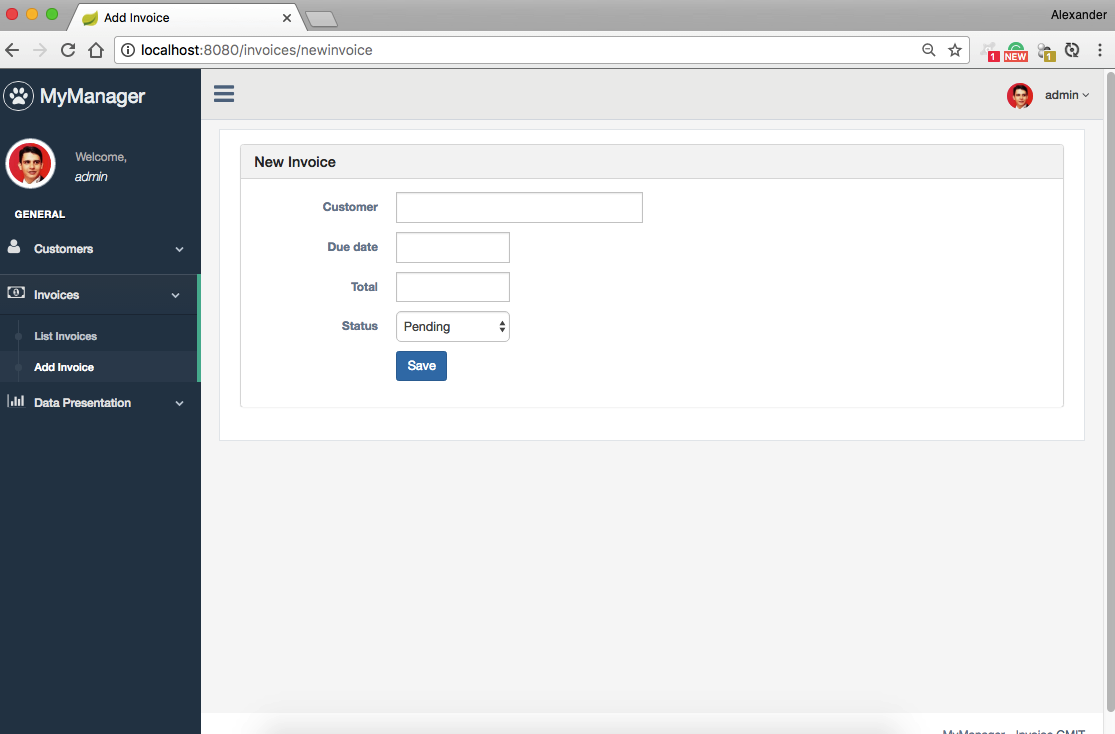 Add Invoice
Alexander
localhost:8080/invoices/newinvoice
1
NEW
1
MyManager
admin
Welcome,
admin
GENERAL
Customers
Invoices
List Invoices
Add Invoice
Data Presentation
New Invoice
Customer
Due date
Total
Status
Pending
Save
MyManager - Invoice GMIT